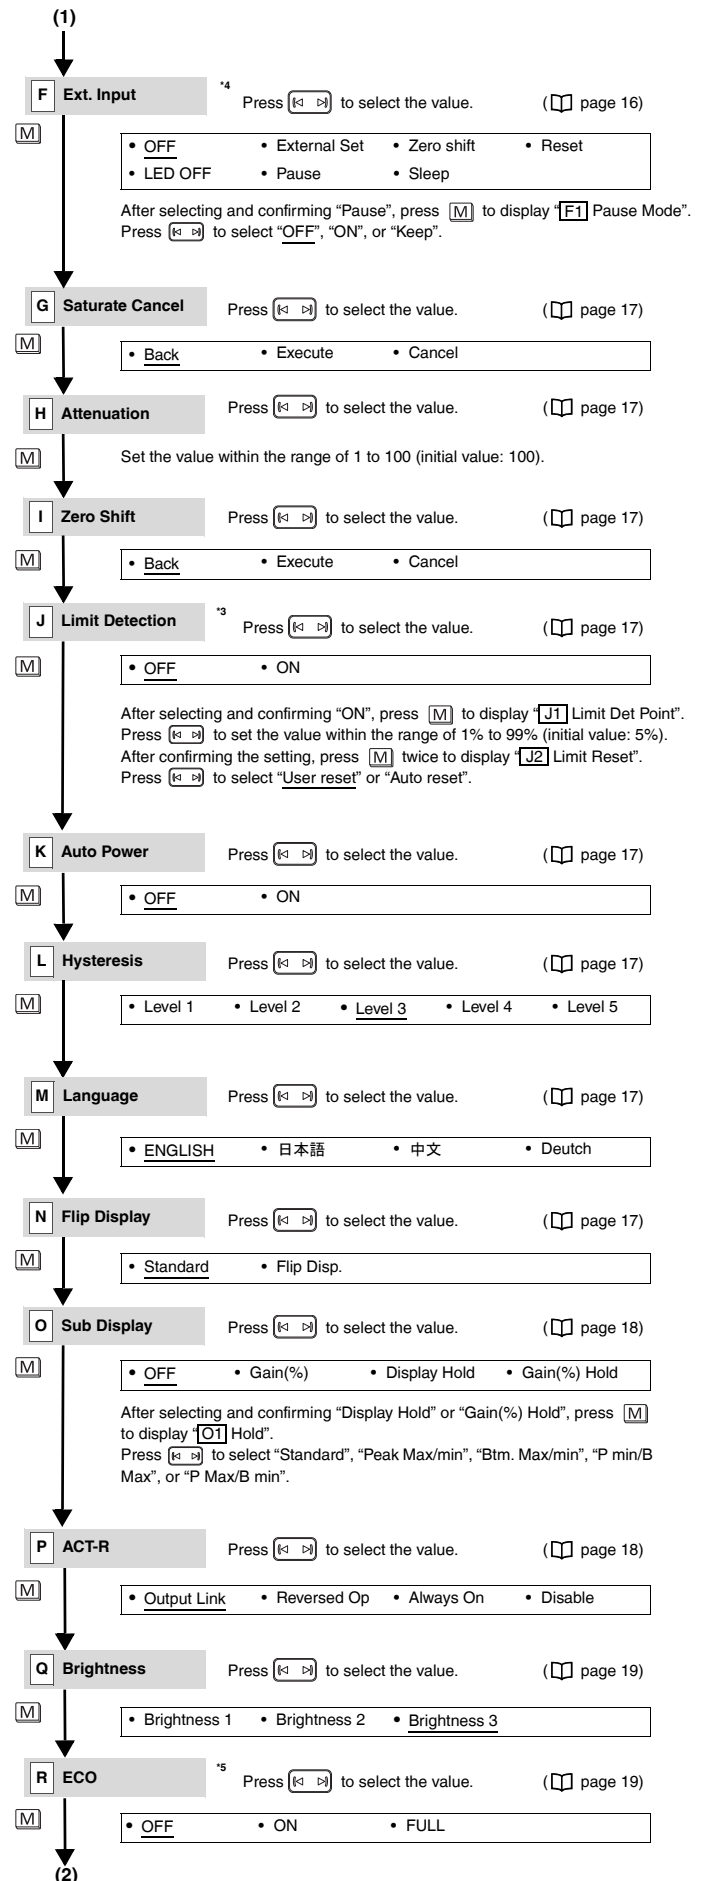 (1)
F Ext. Input *4 Press to select the value. ( page 16)
M
• OFF • External Set • Zero shift • Reset
• LED OFF • Pause • Sleep
After selecting and confirming “Pause”, press M to display “F1 Pause Mode”.
Press to select “OFF”, “ON”, or “Keep”.
G Saturate Cancel Press to select the value. ( page 17)
M
• Back • Execute • Cancel
H Attenuation Press to select the value. ( page 17)
M
Set the value within the range of 1 to 100 (initial value: 100).
I Zero Shift Press to select the value. ( page 17)
M
• Back • Execute • Cancel
J Limit Detection *3 Press to select the value. ( page 17)
M
• OFF • ON
After selecting and confirming “ON”, press M to display “J1 Limit Det Point”.
Press to set the value within the range of 1% to 99% (initial value: 5%).
After confirming the setting, press M twice to display “J2 Limit Reset”.
Press to select “User reset” or “Auto reset”.
K Auto Power Press to select the value. ( page 17)
M
• OFF • ON
L Hysteresis Press to select the value. ( page 17)
M
• Level 1 • Level 2 • Level 3 • Level 4 • Level 5
M Language Press to select the value. ( page 17)
M
• ENGLISH • 日本語 • 中文 • Deutch
N Flip Display Press to select the value. ( page 17)
M
• Standard • Flip Disp.
O Sub Display Press to select the value. ( page 18)
M
• OFF • Gain(%) • Display Hold • Gain(%) Hold
After selecting and confirming “Display Hold” or “Gain(%) Hold”, press M
to display “O1 Hold”.
Press to select “Standard”, “Peak Max/min”, “Btm. Max/min”, “P min/B
Max”, or “P Max/B min”.
P ACT-R Press to select the value. ( page 18)
M
• Output Link • Reversed Op • Always On • Disable
Q Brightness Press to select the value. ( page 19)
M
• Brightness 1 • Brightness 2 • Brightness 3
R ECO *5 Press to select the value. ( page 19)
M
• OFF • ON • FULL
(2)